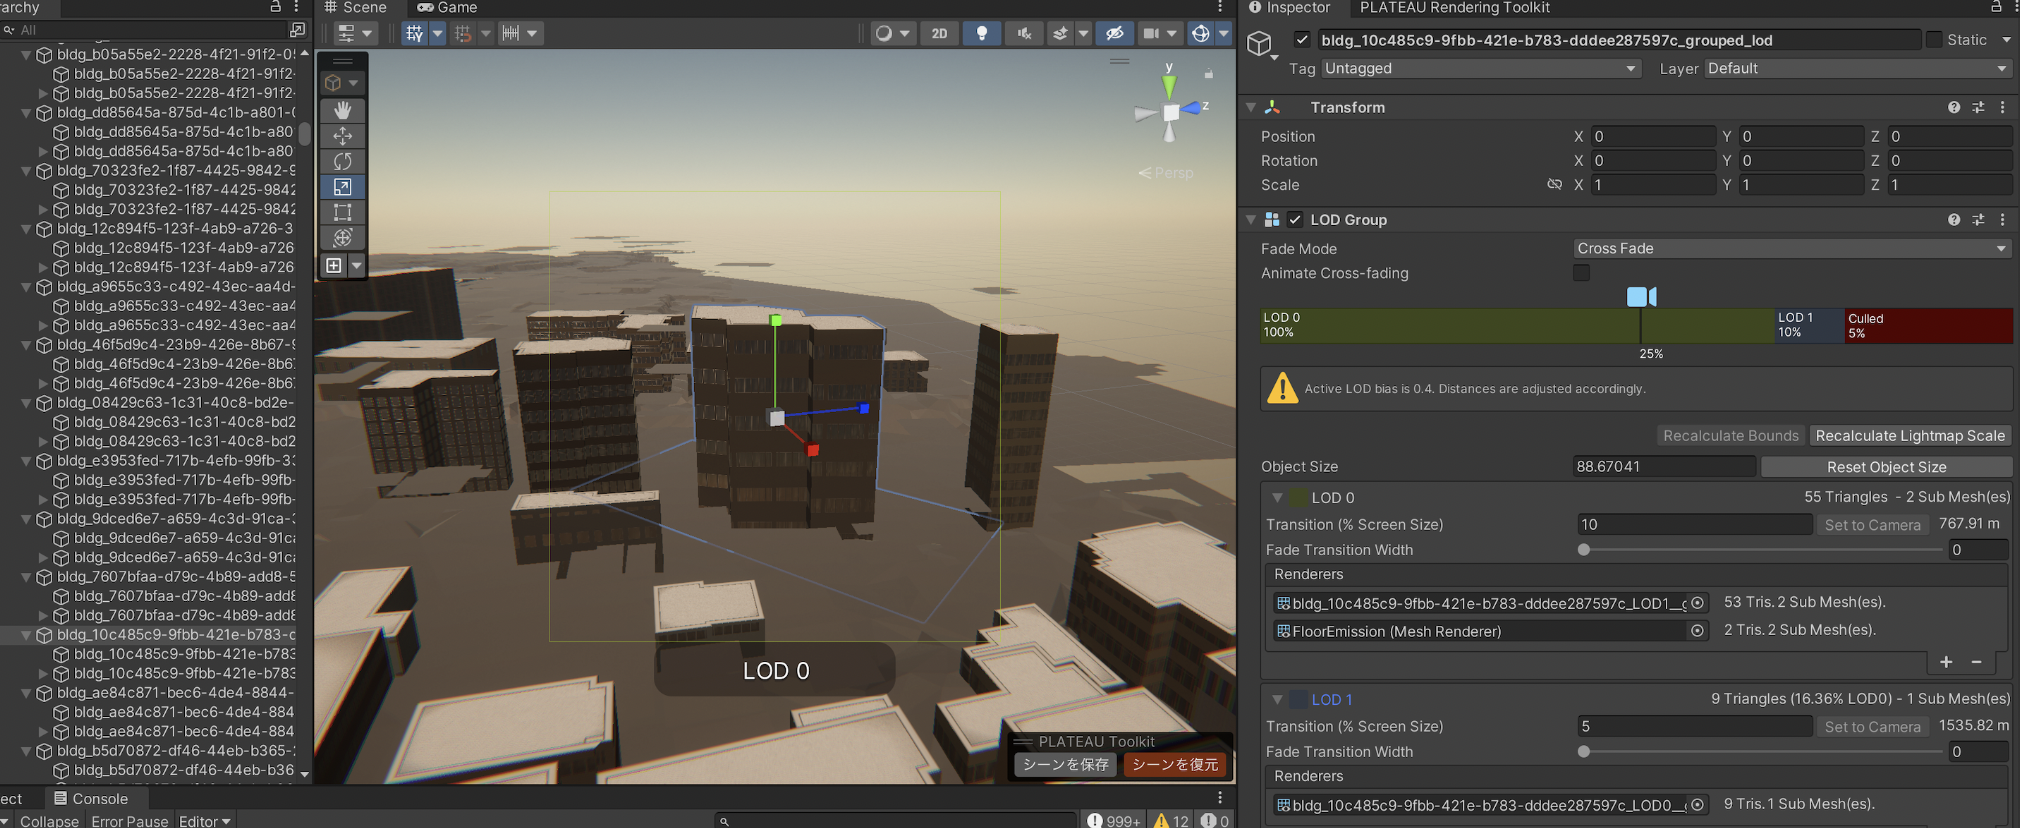 rarchy
All
bldg_b05a55e2-2228-4f21-91f2-05
bldg_b05a55e2-2228-4f21-91f2-
bldg_b05a55e2-2228-4f21-91f2-
bldg_dd85645a-875d-4c1b-a801-
bldg_dd85645a-875d-4c1b-a80
bldg_dd85645a-875d-4c1b-a80
bldg_70323fe2-1f87-4425-9842-9
bldg_70323fe2-1f87-4425-9842
bldg_70323fe2-1f87-4425-9842
bldg_12c894f5-123f-4ab9-a726-3
bldg_12c894f5-123f-4ab9-a726
bldg_12c894f5-123f-4ab9-a726
bldg_a9655c33-c492-43ec-aa4d-
bldg_a9655c33-c492-43ec-aa4
bldg_a9655c33-c492-43ec-aa4
bldg_46f5d9c4-23b9-426e-8b67-9
bldg_46f5d9c4-23b9-426e-8b6
bldg_46f5d9c4-23b9-426e-8b6
bldg_08429c63-1c31-40c8-bd2e-
bldg_08429c63-1c31-40c8-bd2
bldg_08429c63-1c31-40c8-bd2
bldg_e3953fed-717b-4efb-99fb-33
bldg_e3953fed-717b-4efb-99fb-
bldg_e3953fed-717b-4efb-99fb-
bldg_9dced6e7-a659-4c3d-91ca-3
bldg_9dced6e7-a659-4c3d-91ca
bldg_9dced6e7-a659-4c3d-91ca
bldg_7607bfaa-d79c-4b89-add8-5
bldg_7607bfaa-d79c-4b89-add8
bldg_7607bfaa-d79c-4b89-add8
bldg_10c485c9-9fbb-421e-b783-d
bldg_10c485c9-9fbb-421e-b783
bldg_10c485c9-9fbb-421e-b783
bldg_ae84c871-bec6-4de4-8844-
bldg_ae84c871-bec6-4de4-884
bldg_ae84c871-bec6-4de4-884
bldg_b5d70872-df46-44eb-b365-
bldg_b5d70872-df46-44eb-b36
Scene Game
2D
y
z
Persp
LOD 0
PLATEAU Toolkit
シーンを保存 シーンを復元
ect Console
Collapse Error Pause Editor
999+ 12 0
Inspector PLATEAU Rendering Toolkit
bldg_10c485c9-9fbb-421e-b783-dddee287597c_grouped_lod Static
Tag Untagged Layer Default
Transform
Position X 0 Y 0 Z 0
Rotation X 0 Y 0 Z 0
Scale X 1 Y 1 Z 1
LOD Group
Fade Mode Cross Fade
Animate Cross-fading
LOD 0 LOD 1 Culled
100% 10% 5%
25%
Active LOD bias is 0.4. Distances are adjusted accordingly.
Recalculate Bounds Recalculate Lightmap Scale
Object Size 88.67041 Reset Object Size
LOD 0 55 Triangles - 2 Sub Mesh(es)
Transition (% Screen Size) 10 Set to Camera 767.91 m
Fade Transition Width 0
Renderers
bldg_10c485c9-9fbb-421e-b783-dddee287597c_LOD1__g 53 Tris. 2 Sub Mesh(es).
FloorEmission (Mesh Renderer) 2 Tris. 2 Sub Mesh(es).
+ -
LOD 1 9 Triangles (16.36% LOD0) - 1 Sub Mesh(es)
Transition (% Screen Size) 5 Set to Camera 1535.82 m
Fade Transition Width 0
Renderers
bldg_10c485c9-9fbb-421e-b783-dddee287597c_LOD0__g 9 Tris. 1 Sub Mesh(es).